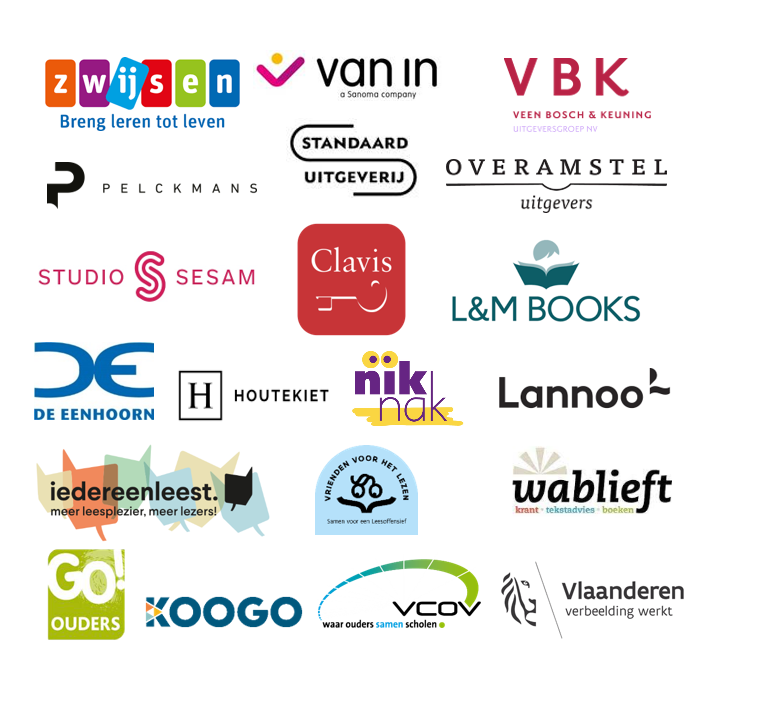 zwijsen
Breng leren tot leven
van in
a Sanoma company
VBK
VEEN BOSCH & KEUNING
UITGEVERSGROEP NV
STANDAARD
UITGEVERIJ
PELCKMANS
OVERAMSTEL
uitgevers
STUDIO SESAM
Clavis
L&M BOOKS
DE
DE EENHOORN
H HOUTEKIET
nik
nak
Lannoo
iedereenleest.
meer leesplezier, meer lezers!
VRIENDEN VOOR HET LEZEN
Samen voor een Leesoffensief
wablieft
krant • tekstadvies • boeken
GO!
OUDERS
KOOGO
VCOV
waar ouders samen scholen
Vlaanderen
verbeelding werkt